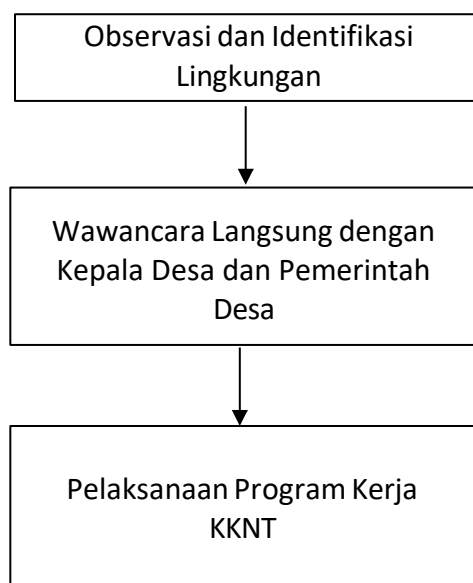 Observasi dan Identifikasi
Lingkungan
Wawancara Langsung dengan
Kepala Desa dan Pemerintah
Desa
Pelaksanaan Program Kerja
KKNT